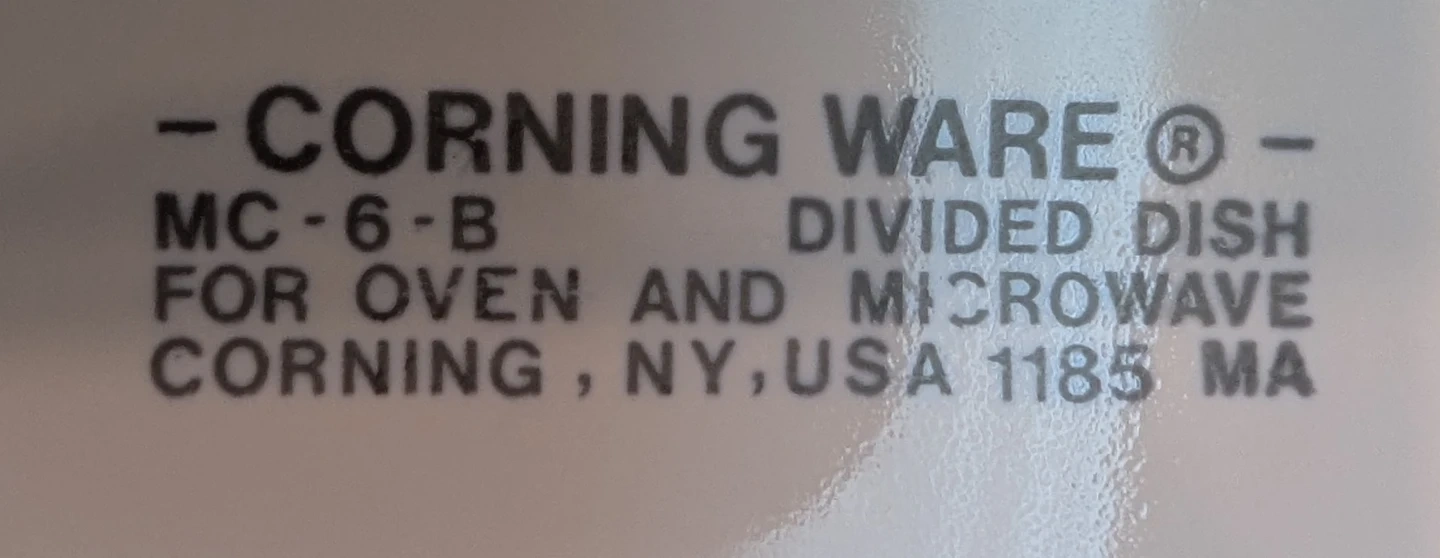 - CORNING WARE ® -
MC - 6 - B DIVIDED DISH
FOR OVEN AND MICROWAVE
CORNING , NY, USA 1185 MA